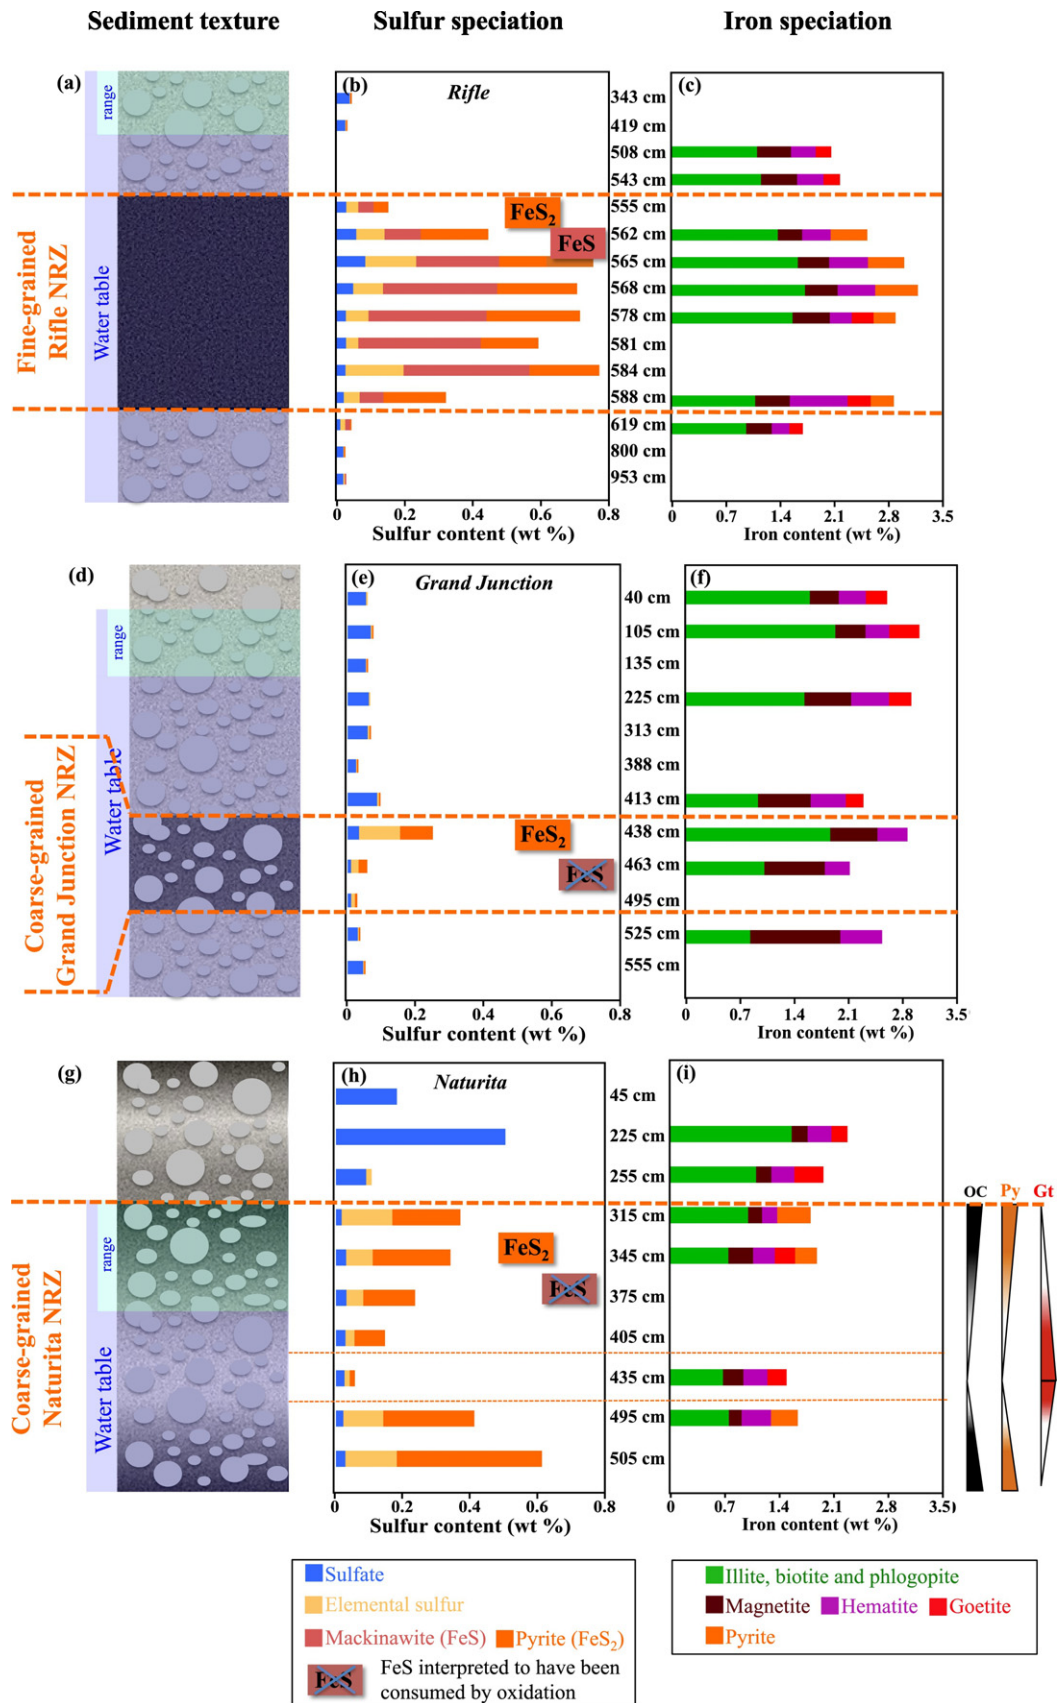 Sediment texture
Sulfur speciation
Iron speciation
(a)
range
Water table
Fine-grained
Rifle NRZ
(b)
Rifle
FeS2
FeS
343 cm
419 cm
508 cm
543 cm
555 cm
562 cm
565 cm
568 cm
578 cm
581 cm
584 cm
588 cm
619 cm
800 cm
953 cm
0 0.2 0.4 0.6 0.8
Sulfur content (wt %)
(c)
0 0.7 1.4 2.1 2.8 3.5
Iron content (wt %)
(d)
range
Water table
Coarse-grained
Grand Junction NRZ
(e)
Grand Junction
FeS2
FeS
40 cm
105 cm
135 cm
225 cm
313 cm
388 cm
413 cm
438 cm
463 cm
495 cm
525 cm
555 cm
0 0.2 0.4 0.6 0.8
Sulfur content (wt %)
(f)
0 0.7 1.4 2.1 2.8 3.5
Iron content (wt %)
(g)
range
Water table
Coarse-grained
Naturita NRZ
(h)
Naturita
FeS2
FeS
45 cm
225 cm
255 cm
315 cm
345 cm
375 cm
405 cm
435 cm
495 cm
505 cm
0 0.2 0.4 0.6 0.8
Sulfur content (wt %)
(i)
0 0.7 1.4 2.1 2.8 3.5)
Iron content (wt %)
OC
Py
Gt
Sulfate
Elemental sulfur
Mackinawite (FeS) Pyrite (FeS2)
FeS FeS interpreted to have been
consumed by oxidation
Illite, biotite and phlogopite
Magnetite Hematite Goetite
Pyrite